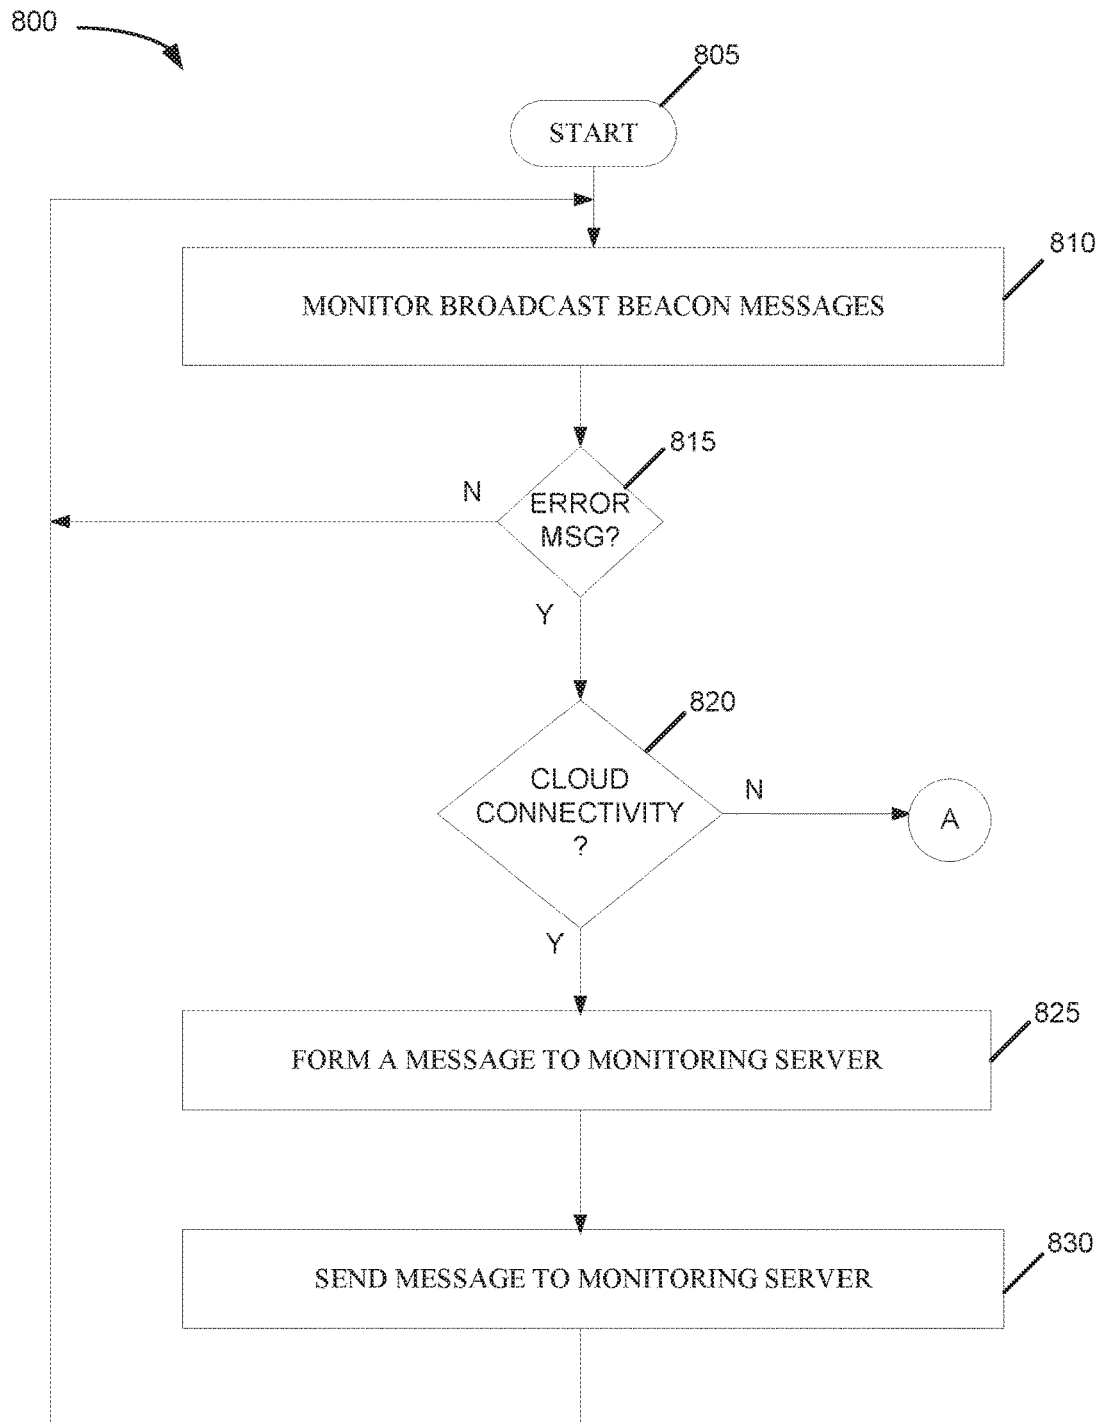 800
805
START
810
MONITOR BROADCAST BEACON MESSAGES
815
N
ERROR
MSG?
Y
820
CLOUD
CONNECTIVITY
?
N
A
Y
825
FORM A MESSAGE TO MONITORING SERVER
830
SEND MESSAGE TO MONITORING SERVER